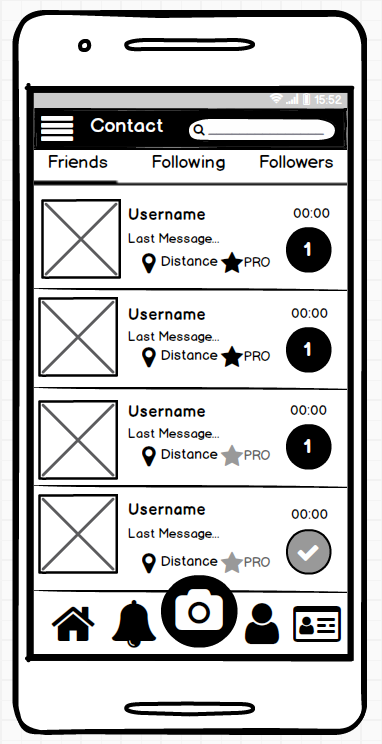 15:52
Contact
Friends Following Followers
Username 00:00
Last Message... 1
Distance PRO
Username 00:00
Last Message... 1
Distance PRO
Username 00:00
Last Message... 1
Distance PRO
Username 00:00
Last Message...
Distance PRO